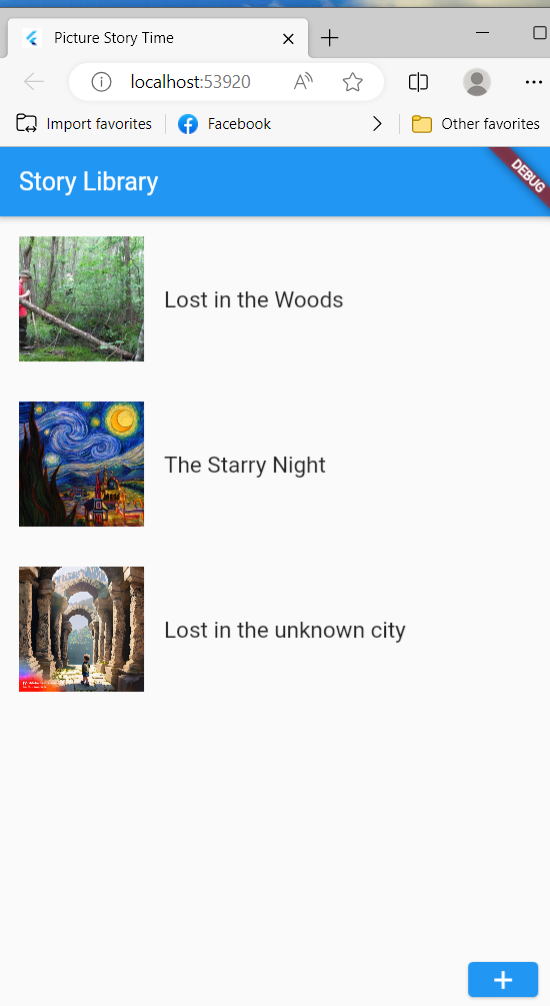 Picture Story Time
localhost:53920
Import favorites
Facebook
Other favorites
Story Library
DEBUG
Lost in the Woods
The Starry Night
Lost in the unknown city